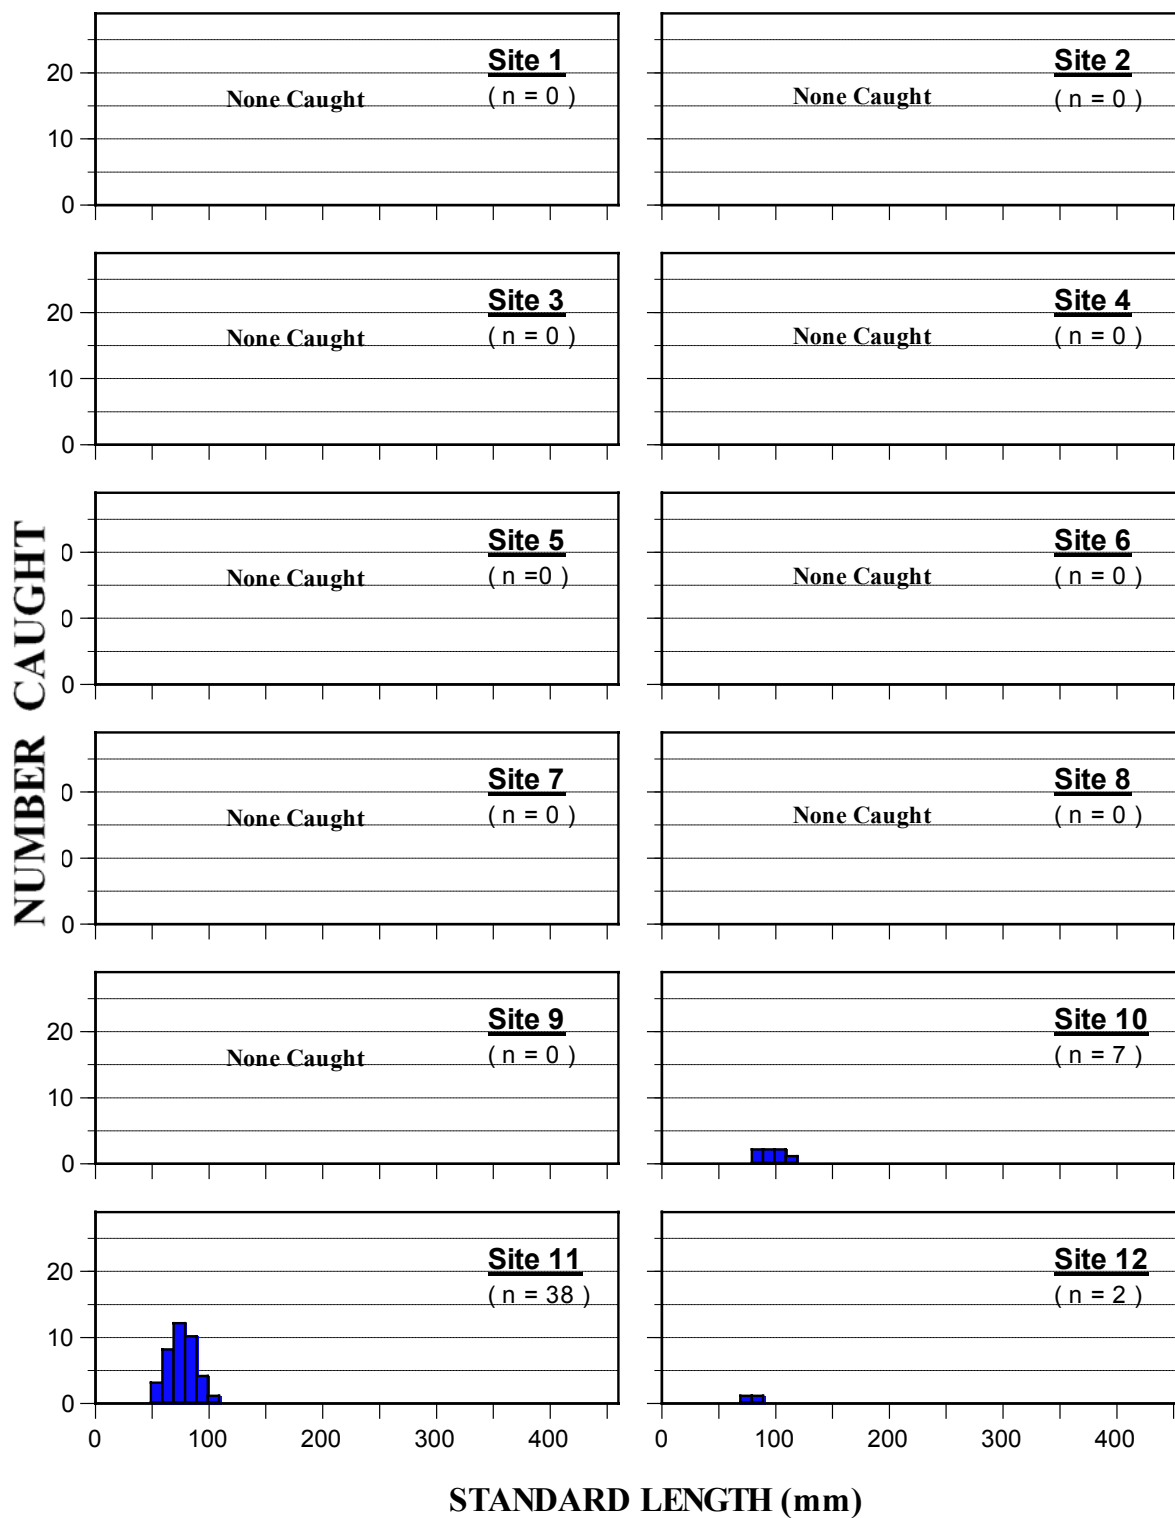 Site 1
20
None Caught
( n = 0 )
10
0
Site 2
None Caught
( n = 0 )
Site 3
20
None Caught
( n = 0 )
10
0
Site 4
None Caught
( n = 0 )
NUMBER CAUGHT
Site 5
0
None Caught
( n =0 )
0
0
Site 6
None Caught
( n = 0 )
Site 7
0
None Caught
( n = 0 )
0
0
Site 8
None Caught
( n = 0 )
Site 9
20
None Caught
( n = 0 )
10
0
Site 10
( n = 7 )
Site 11
20
( n = 38 )
10
0
0 100 200 300 400
Site 12
( n = 2 )
0 100 200 300 400
STANDARD LENGTH (mm)